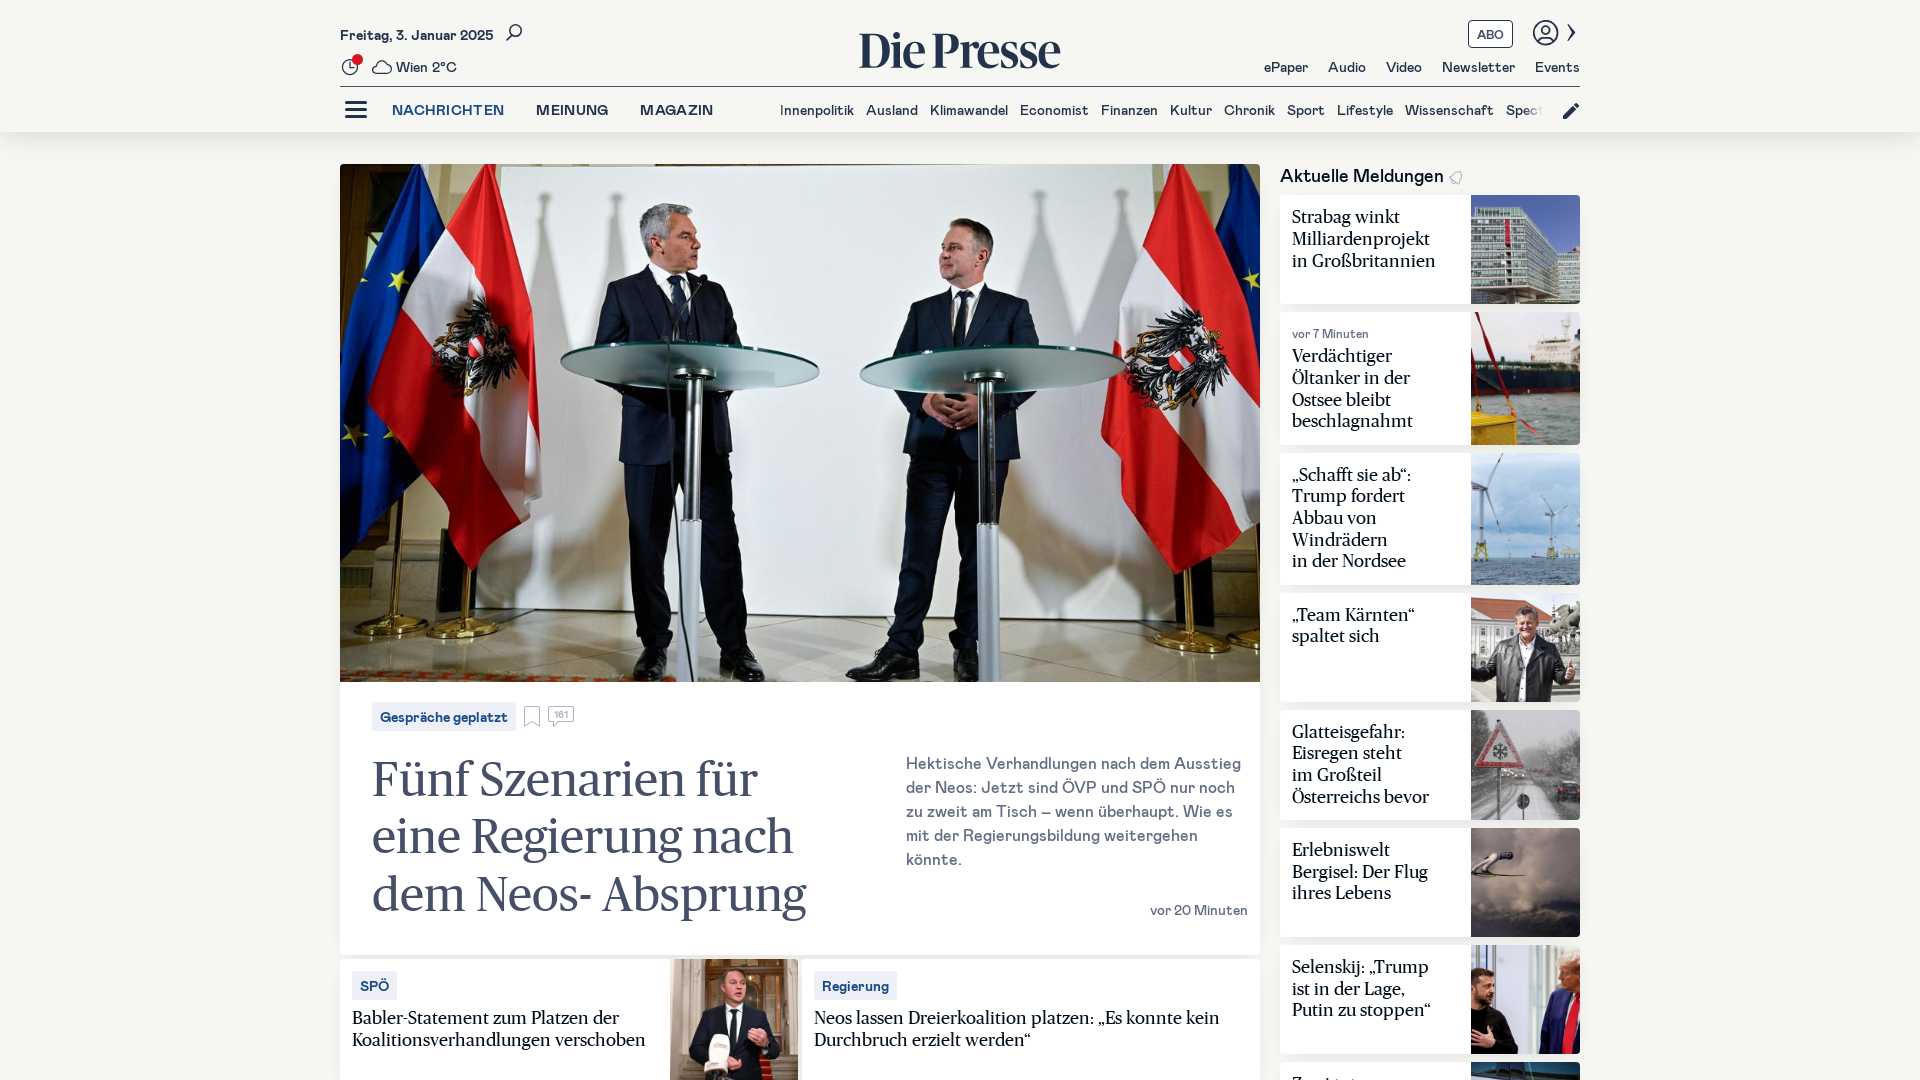 Freitag, 3. Januar 2025
Wien 2°C
Die Presse
ABO
ePaper Audio Video Newsletter Events
NACHRICHTEN MEINUNG MAGAZIN
Innenpolitik Ausland Klimawandel Economist Finanzen Kultur Chronik Sport Lifestyle Wissenschaft
Gespräche geplatzt
161
Fünf Szenarien für
eine Regierung nach
dem Neos- Absprung
Hektische Verhandlungen nach dem Ausstieg
der Neos: Jetzt sind ÖVP und SPÖ nur noch
zu zweit am Tisch – wenn überhaupt. Wie es
mit der Regierungsbildung weitergehen
könnte.
vor 20 Minuten
SPÖ
Babler-Statement zum Platzen der
Koalitionsverhandlungen verschoben
Regierung
Neos lassen Dreierkoalition platzen: „Es konnte kein
Durchbruch erzielt werden“
Aktuelle Meldungen
Strabag winkt
Milliardenprojekt
in Großbritannien
vor 7 Minuten
Verdächtiger
Öltanker in der
Ostsee bleibt
beschlagnahmt
„Schafft sie ab“:
Trump fordert
Abbau von
Windrädern
in der Nordsee
„Team Kärnten“
spaltet sich
Glatteisgefahr:
Eisregen steht
im Großteil
Österreichs bevor
Erlebniswelt
Bergisel: Der Flug
ihres Lebens
Selenskij: „Trump
ist in der Lage,
Putin zu stoppen“